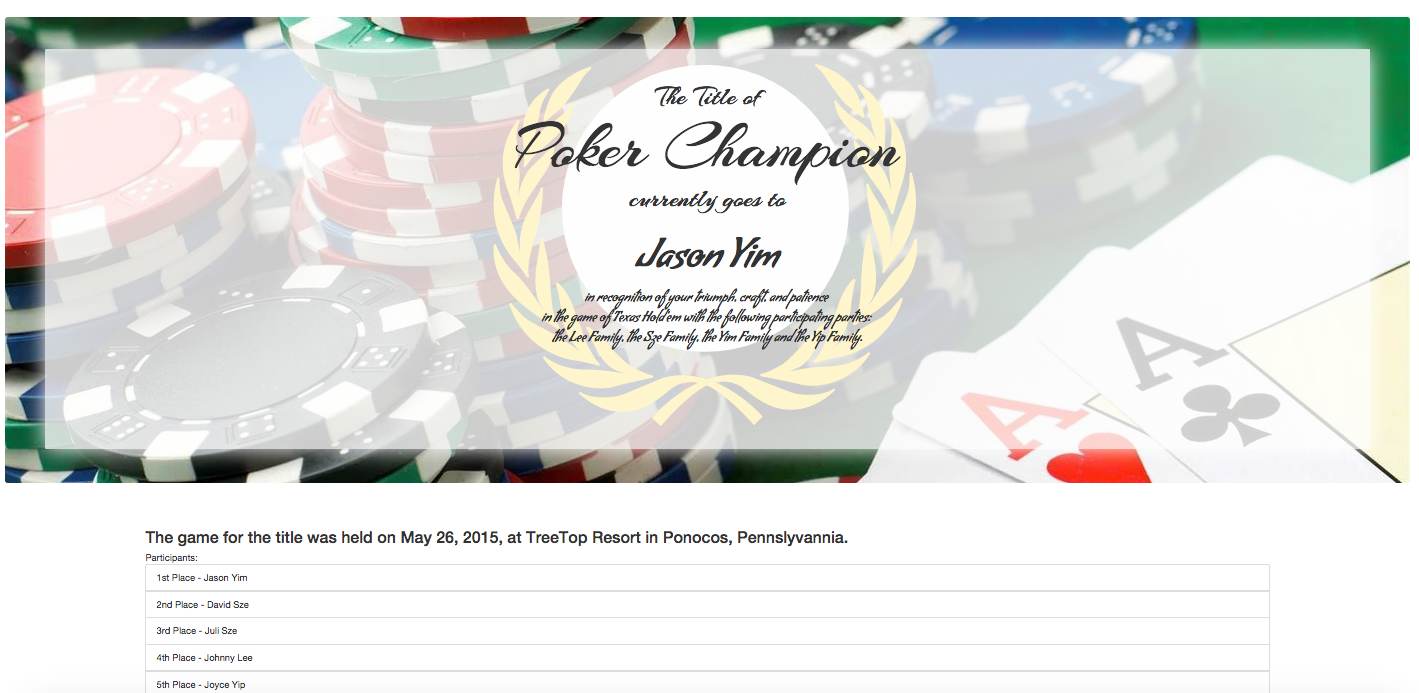 The Title of
Poker Champion
currently goes to
Jason Yim
in recognition of your triumph, craft, and patience
in the game of Texas Hold'em with the following participating parties:
the Lee Family, the Sze Family, the Yim Family and the Yip Family.
A
A
The game for the title was held on May 26, 2015, at TreeTop Resort in Ponocos, Pennslyvannia.
Participants:
1st Place - Jason Yim
2nd Place - David Sze
3rd Place - Juli Sze
4th Place - Johnny Lee
5th Place - Joyce Yip